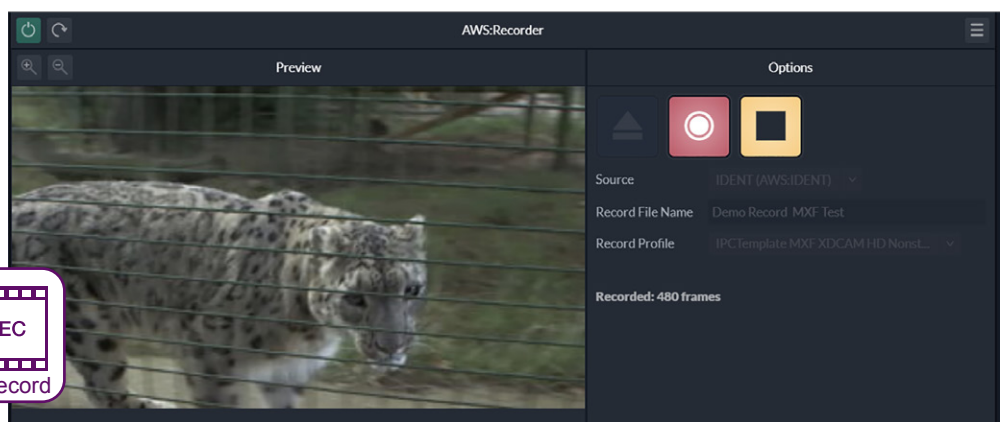 AWS:Recorder
Preview
Options
Source IDENT (AWS:IDENT)
Record File Name Demo Record MXF Test
Record Profile IPCTemplate MXF XDCAM HD Nonst...
Recorded: 480 frames
EC
ecord